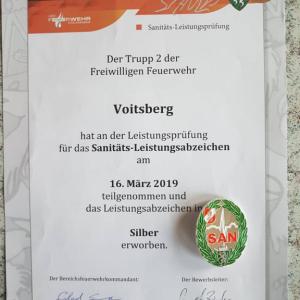 FEUERWEHR
Sanitäts-Leistungsprüfung
Der Trupp 2 der
Freiwilligen Feuerwehr
Voitsberg
hat an der Leistungsprüfung
für das Sanitäts-Leistungsabzeichen
am
16. März 2019
teilgenommen und
das Leistungsabzeichen in
Silber
erworben.
SAN
Der Bereichsfeuerwehrkommandant:
Der Bewerbsleiter: